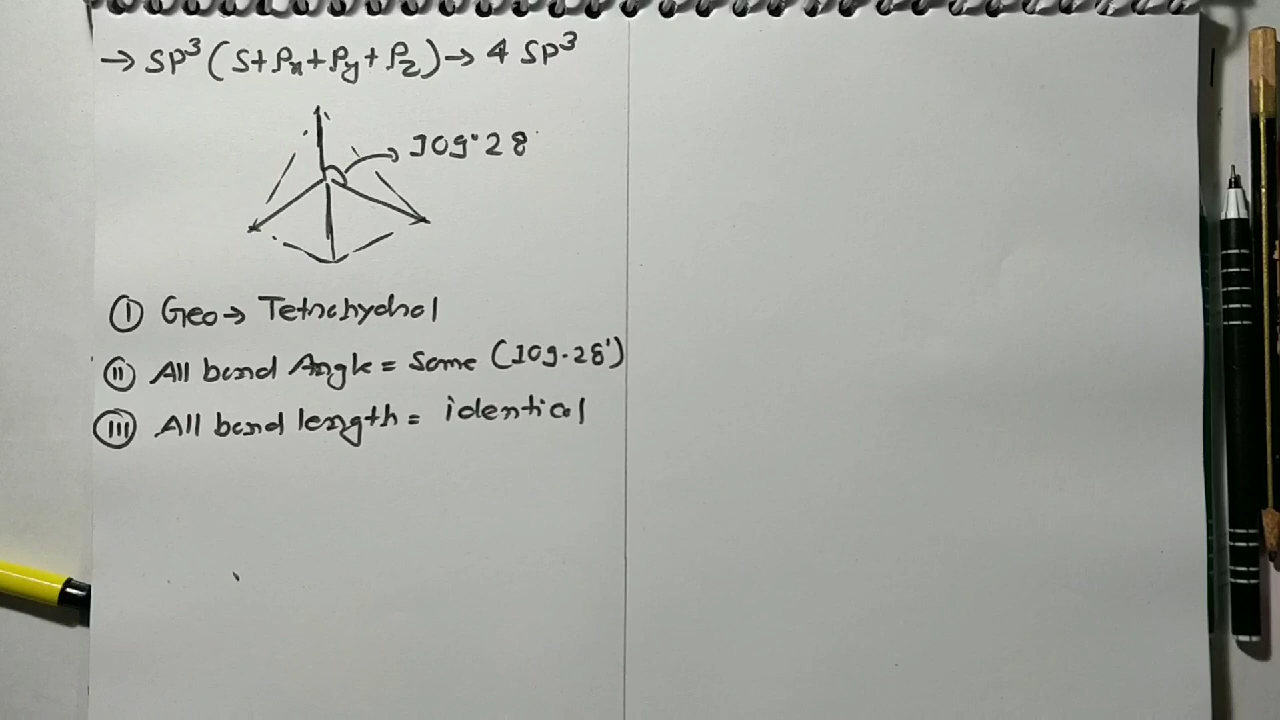 → SP³ (S+Px+Py+Pz) → 4 SP³
109°28
① Geo → Tetrahydral
② All bond Angle = Same (109.28')
③ All bond length = identical